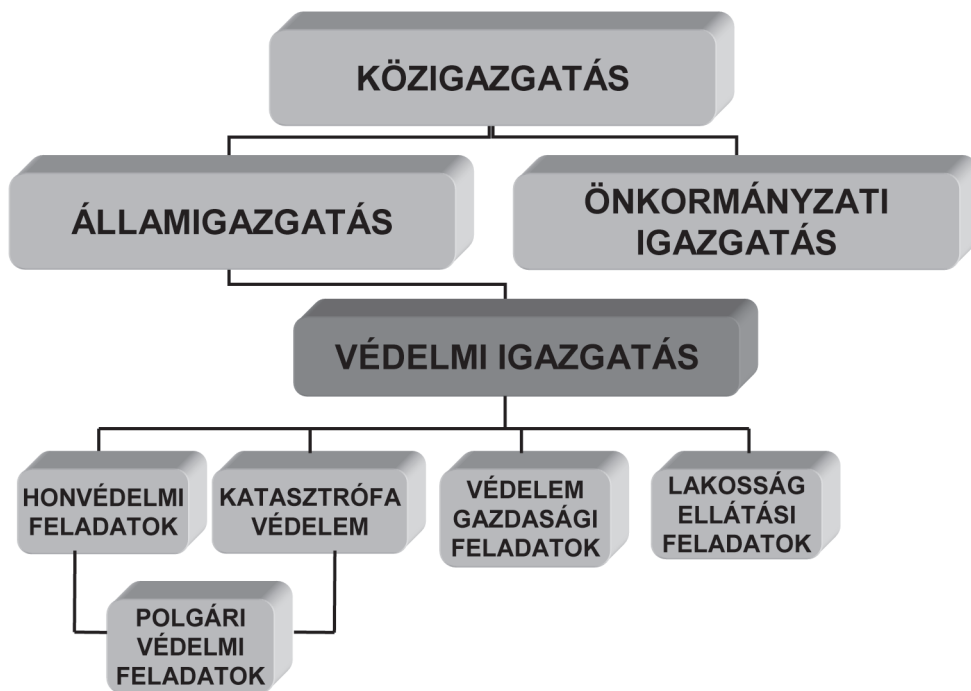 KÖZIGAZGATÁS
ÁLLAMIGAZGATÁS
ÖNKORMÁNYZATI
IGAZGATÁS
VÉDELMI IGAZGATÁS
HONVÉDELMI
FELADATOK
KATASZTRÓFA
VÉDELEM
VÉDELEM
GAZDASÁGI
FELADATOK
LAKOSSÁG
ELLÁTÁSI
FELADATOK
POLGÁRI
VÉDELMI
FELADATOK